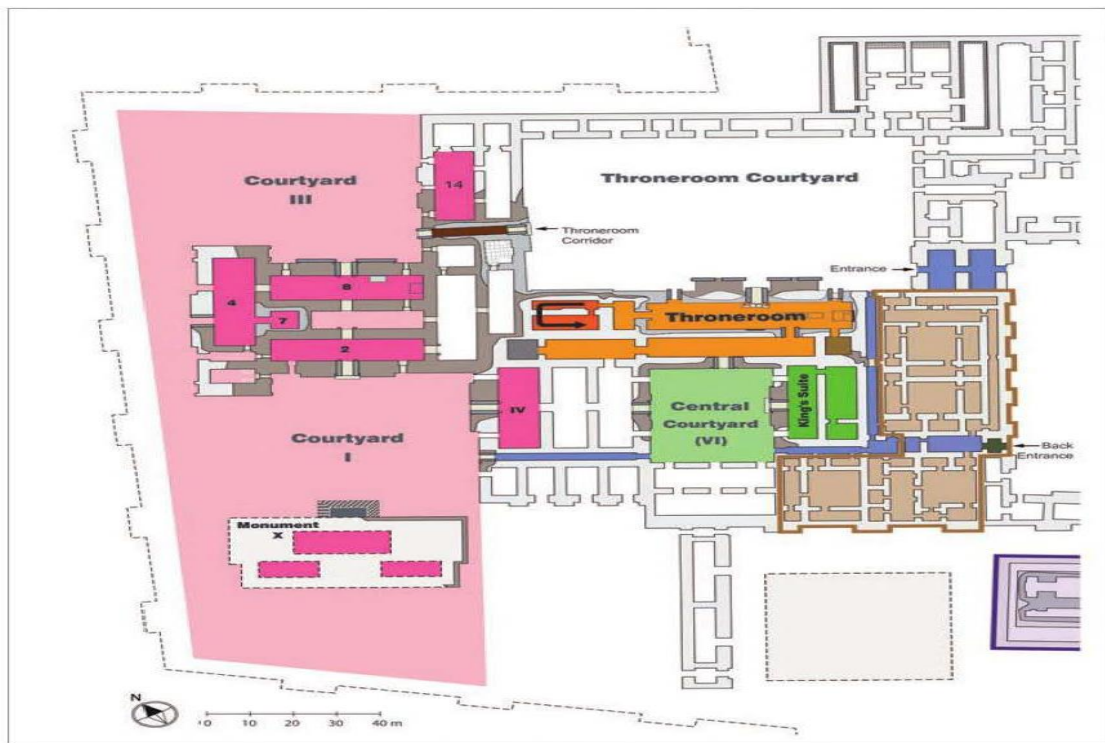 Courtyard
III
14
Throneroom Courtyard
Throneroom
Corridor
Entrance
4
8
7
2
Throneroom
IV
Central
Courtyard
(VI)
King's Suite
Courtyard
I
Back
Entrance
Monument
X
N
0 10 20 30 40 m